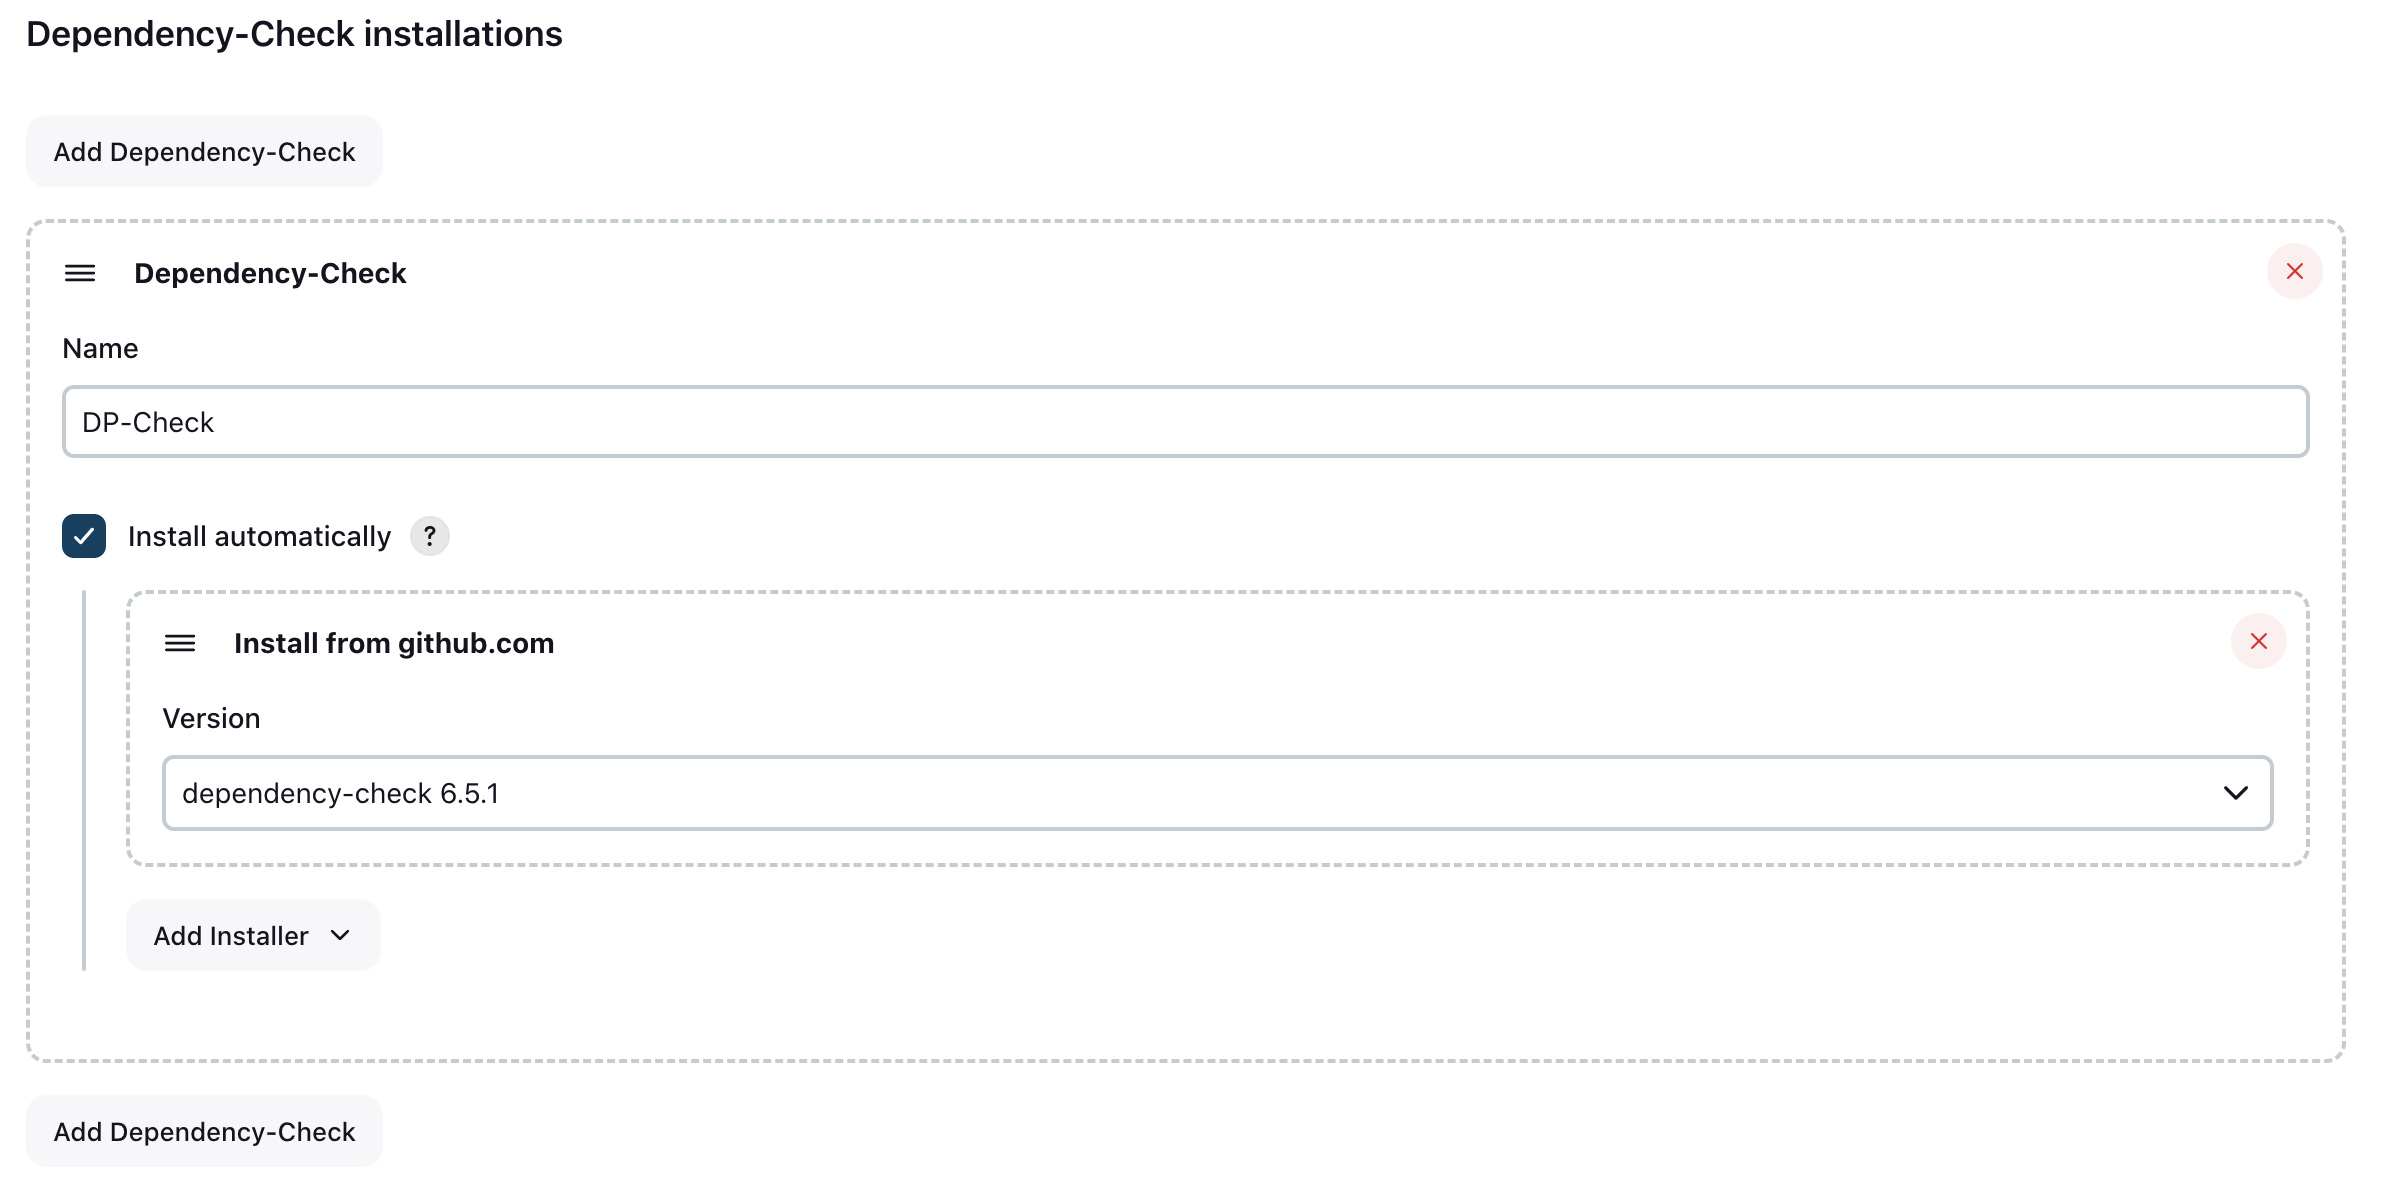 Dependency-Check installations
Add Dependency-Check
Dependency-Check
Name
DP-Check
Install automatically ?
Install from github.com
Version
dependency-check 6.5.1
Add Installer
Add Dependency-Check